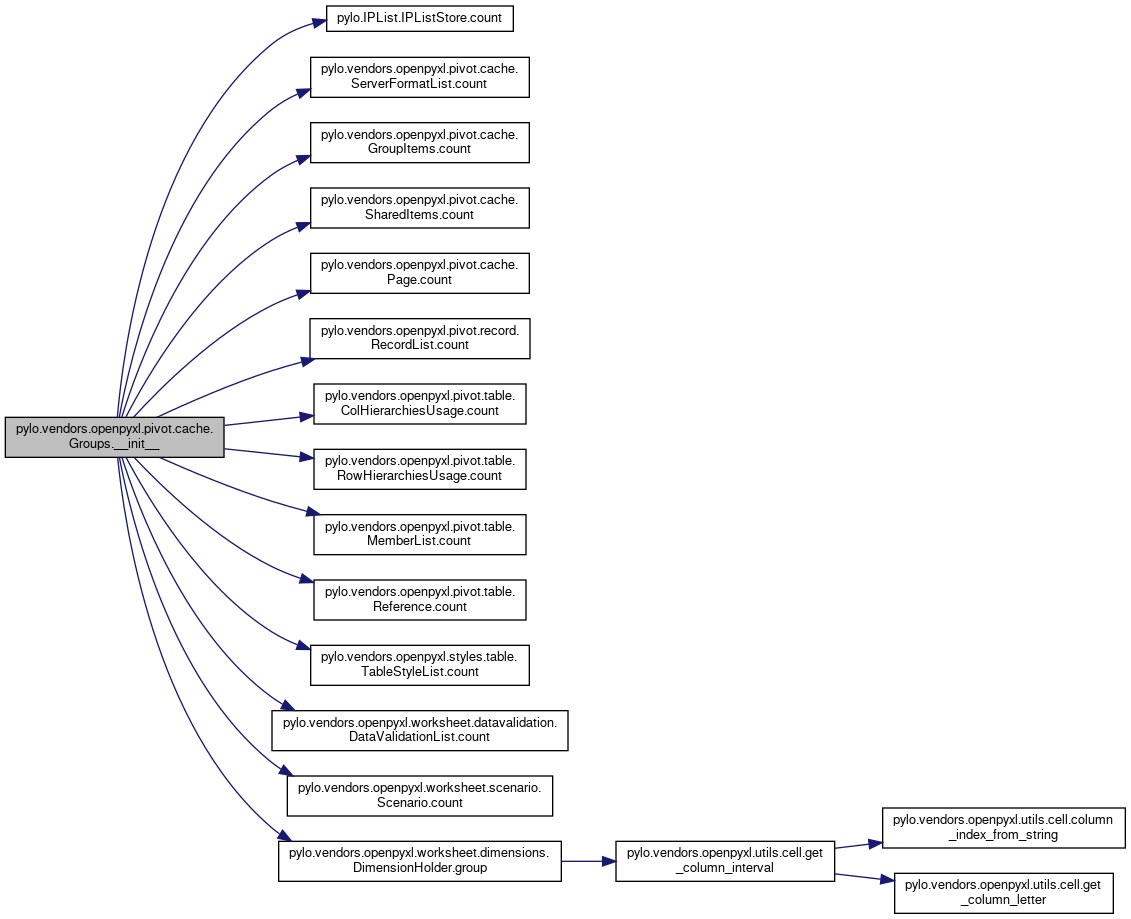 pylo.IPList.IPListStore.count
pylo.vendors.openpyxl.pivot.cache.
ServerFormatList.count
pylo.vendors.openpyxl.pivot.cache.
GroupItems.count
pylo.vendors.openpyxl.pivot.cache.
SharedItems.count
pylo.vendors.openpyxl.pivot.cache.
Page.count
pylo.vendors.openpyxl.pivot.record.
RecordList.count
pylo.vendors.openpyxl.pivot.table.
ColHierarchiesUsage.count
pylo.vendors.openpyxl.pivot.cache.
Groups.__init__
pylo.vendors.openpyxl.pivot.table.
RowHierarchiesUsage.count
pylo.vendors.openpyxl.pivot.table.
MemberList.count
pylo.vendors.openpyxl.pivot.table.
Reference.count
pylo.vendors.openpyxl.styles.table.
TableStyleList.count
pylo.vendors.openpyxl.worksheet.datavalidation.
DataValidationList.count
pylo.vendors.openpyxl.worksheet.scenario.
Scenario.count
pylo.vendors.openpyxl.worksheet.dimensions.
DimensionHolder.group
pylo.vendors.openpyxl.utils.cell.get
_column_interval
pylo.vendors.openpyxl.utils.cell.column
_index_from_string
pylo.vendors.openpyxl.utils.cell.get
_column_letter